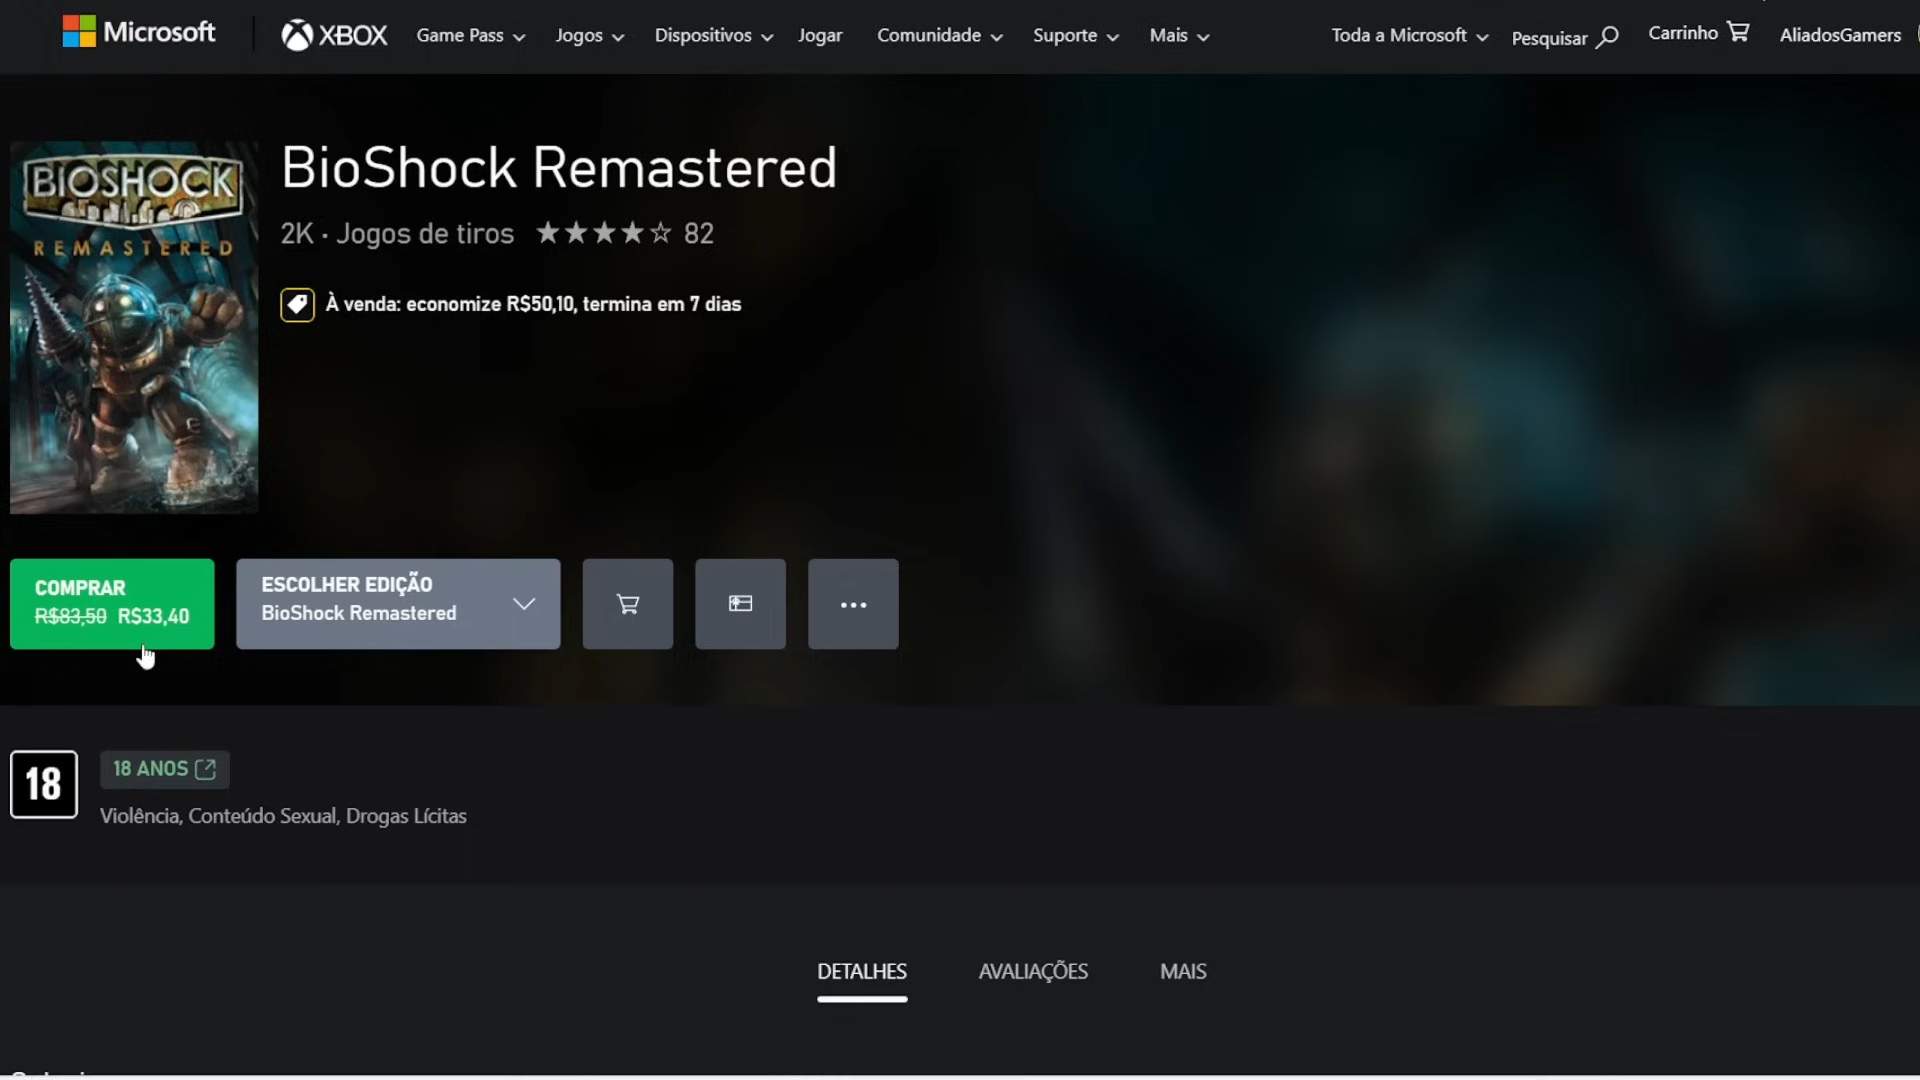 Microsoft
XBOX
Game Pass
Jogos
Dispositivos
Jogar
Comunidade
Suporte
Mais
Toda a Microsoft
Pesquisar
Carrinho
AliadosGamers
BIOSHOCK
REMASTERED
BioShock Remastered
2K · Jogos de tiros ★★★★☆ 82
À venda: economize R$50,10, termina em 7 dias
COMPRAR
R$83,50 R$33,40
ESCOLHER EDIÇÃO
BioShock Remastered
18
18 ANOS
Violência, Conteúdo Sexual, Drogas Lícitas
DETALHES
AVALIAÇÕES
MAIS